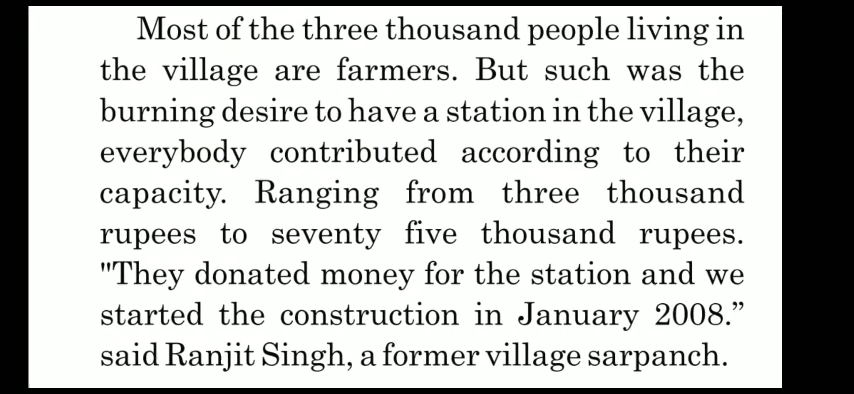 Most of the three thousand people living in
the village are farmers. But such was the
burning desire to have a station in the village,
everybody contributed according to their
capacity. Ranging from three thousand
rupees to seventy five thousand rupees.
"They donated money for the station and we
started the construction in January 2008.”
said Ranjit Singh, a former village sarpanch.